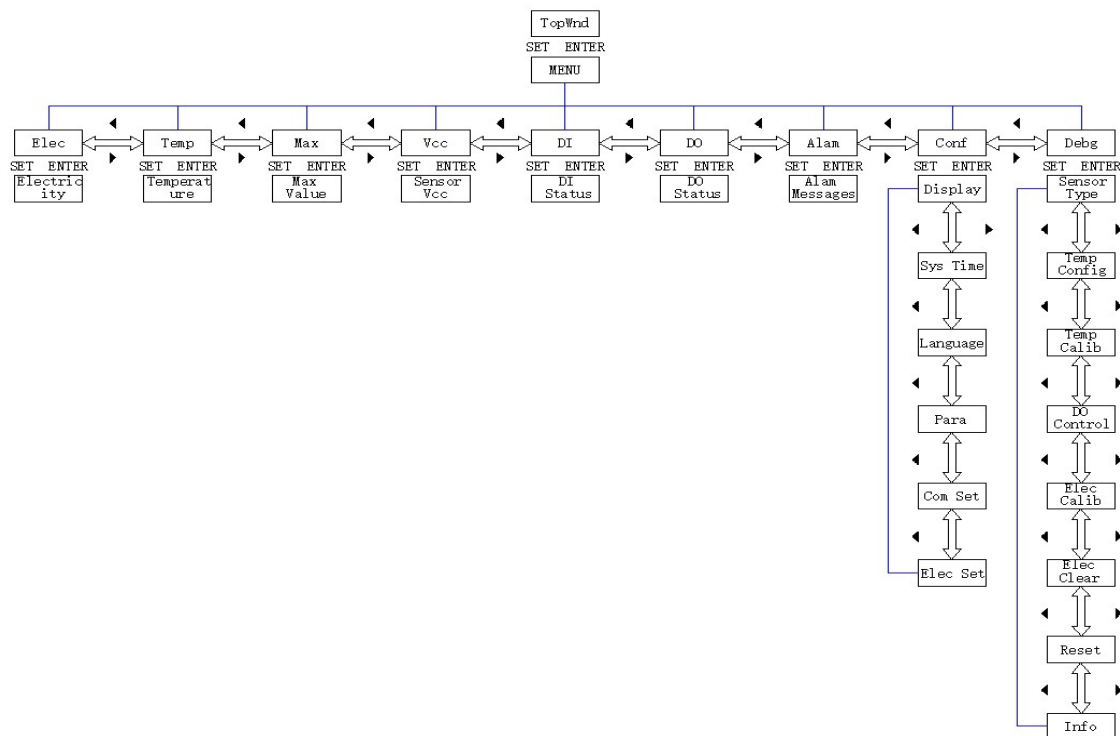 TopWnd
SET ENTER
MENU
Elec Temp Max Vcc DI DO Alam Conf Debg
SET ENTER SET ENTER SET ENTER SET ENTER SET ENTER SET ENTER SET ENTER SET ENTER SET ENTER
Electric
ity
Temperat
ure
Max
Value
Sensor
Vcc
DI
Status
DO
Status
Alam
Messages
Display
Sys Time
Language
Para
Com Set
Elec Set
Sensor
Type
Temp
Config
Temp
Calib
DO
Control
Elec
Calib
Elec
Clear
Reset
Info